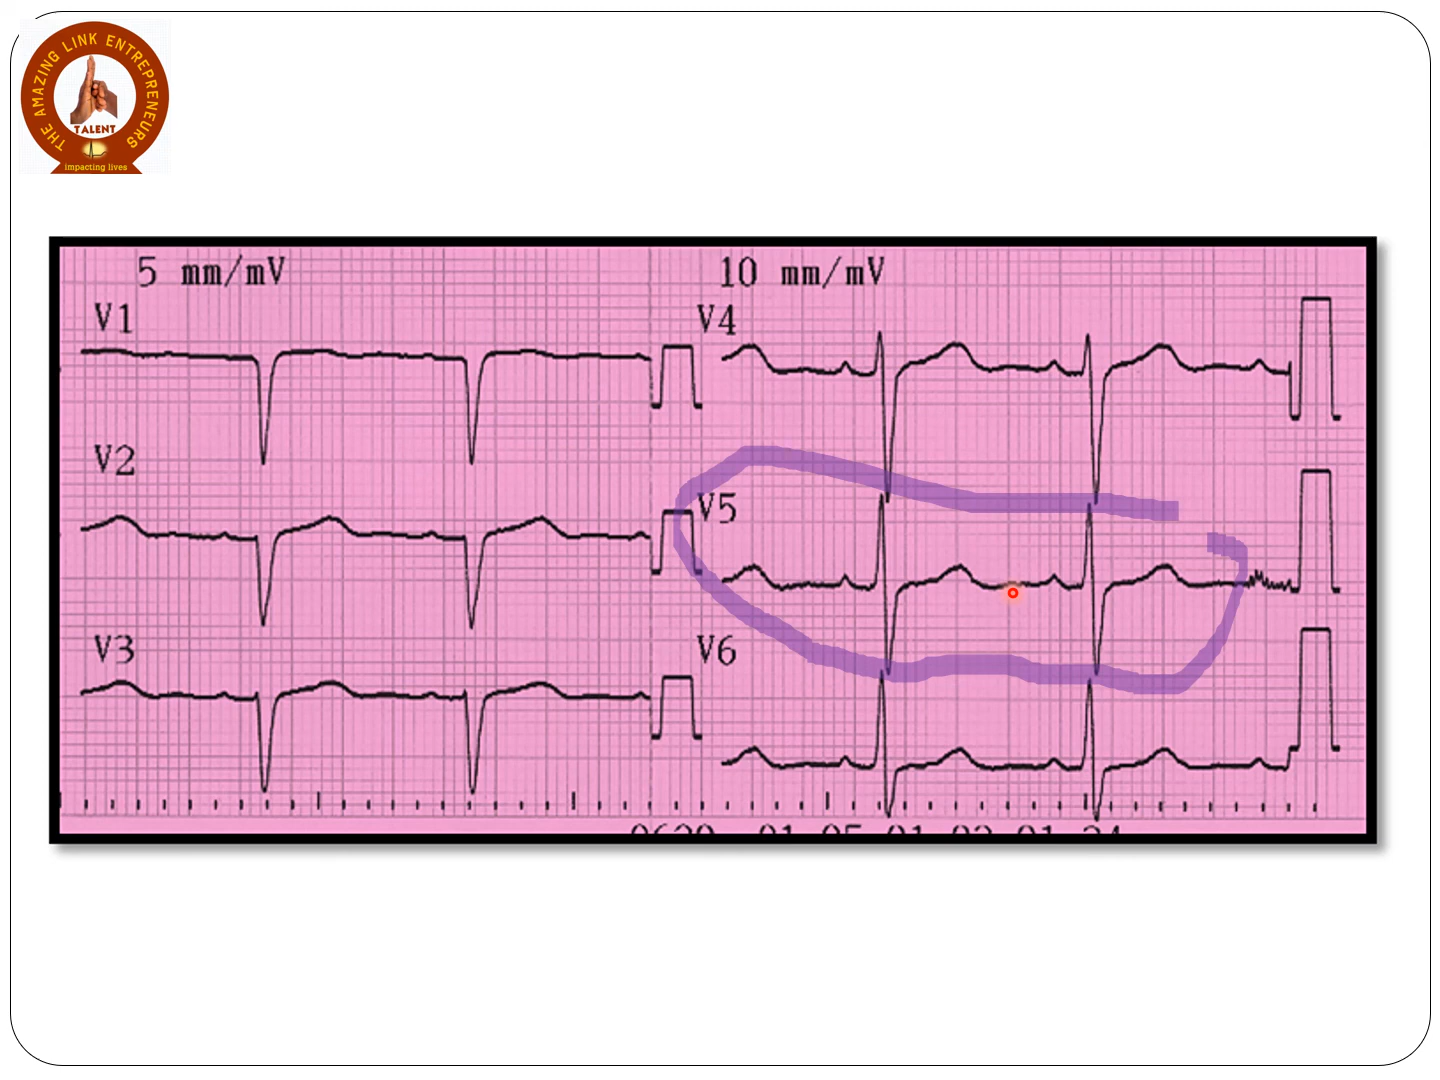 THE AMAZING LINK ENTREPRENEURS
TALENT
impacting lives
5 mm/mV
10 mm/mV
V1
V4
V2
V5
V3
V6